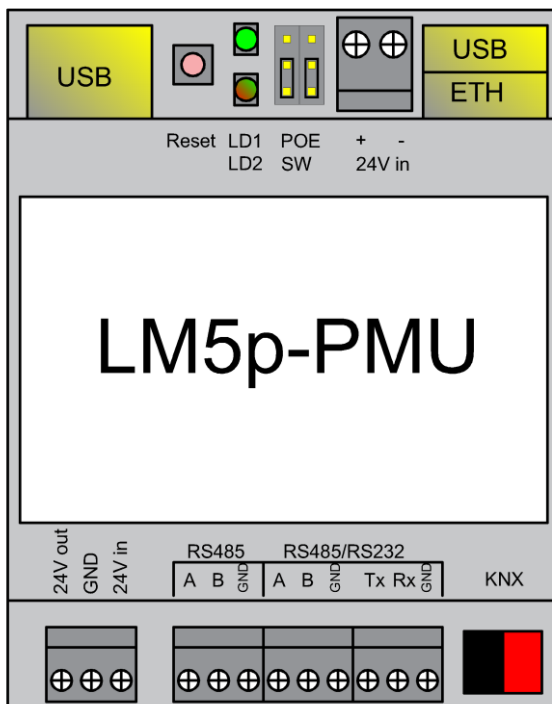 USB
USB
ETH
Reset LD1 POE + -
LD2 SW 24V in
LM5p-PMU
24V out
GND
24V in
RS485 RS485/RS232
A B GND A B GND Tx Rx GND
KNX